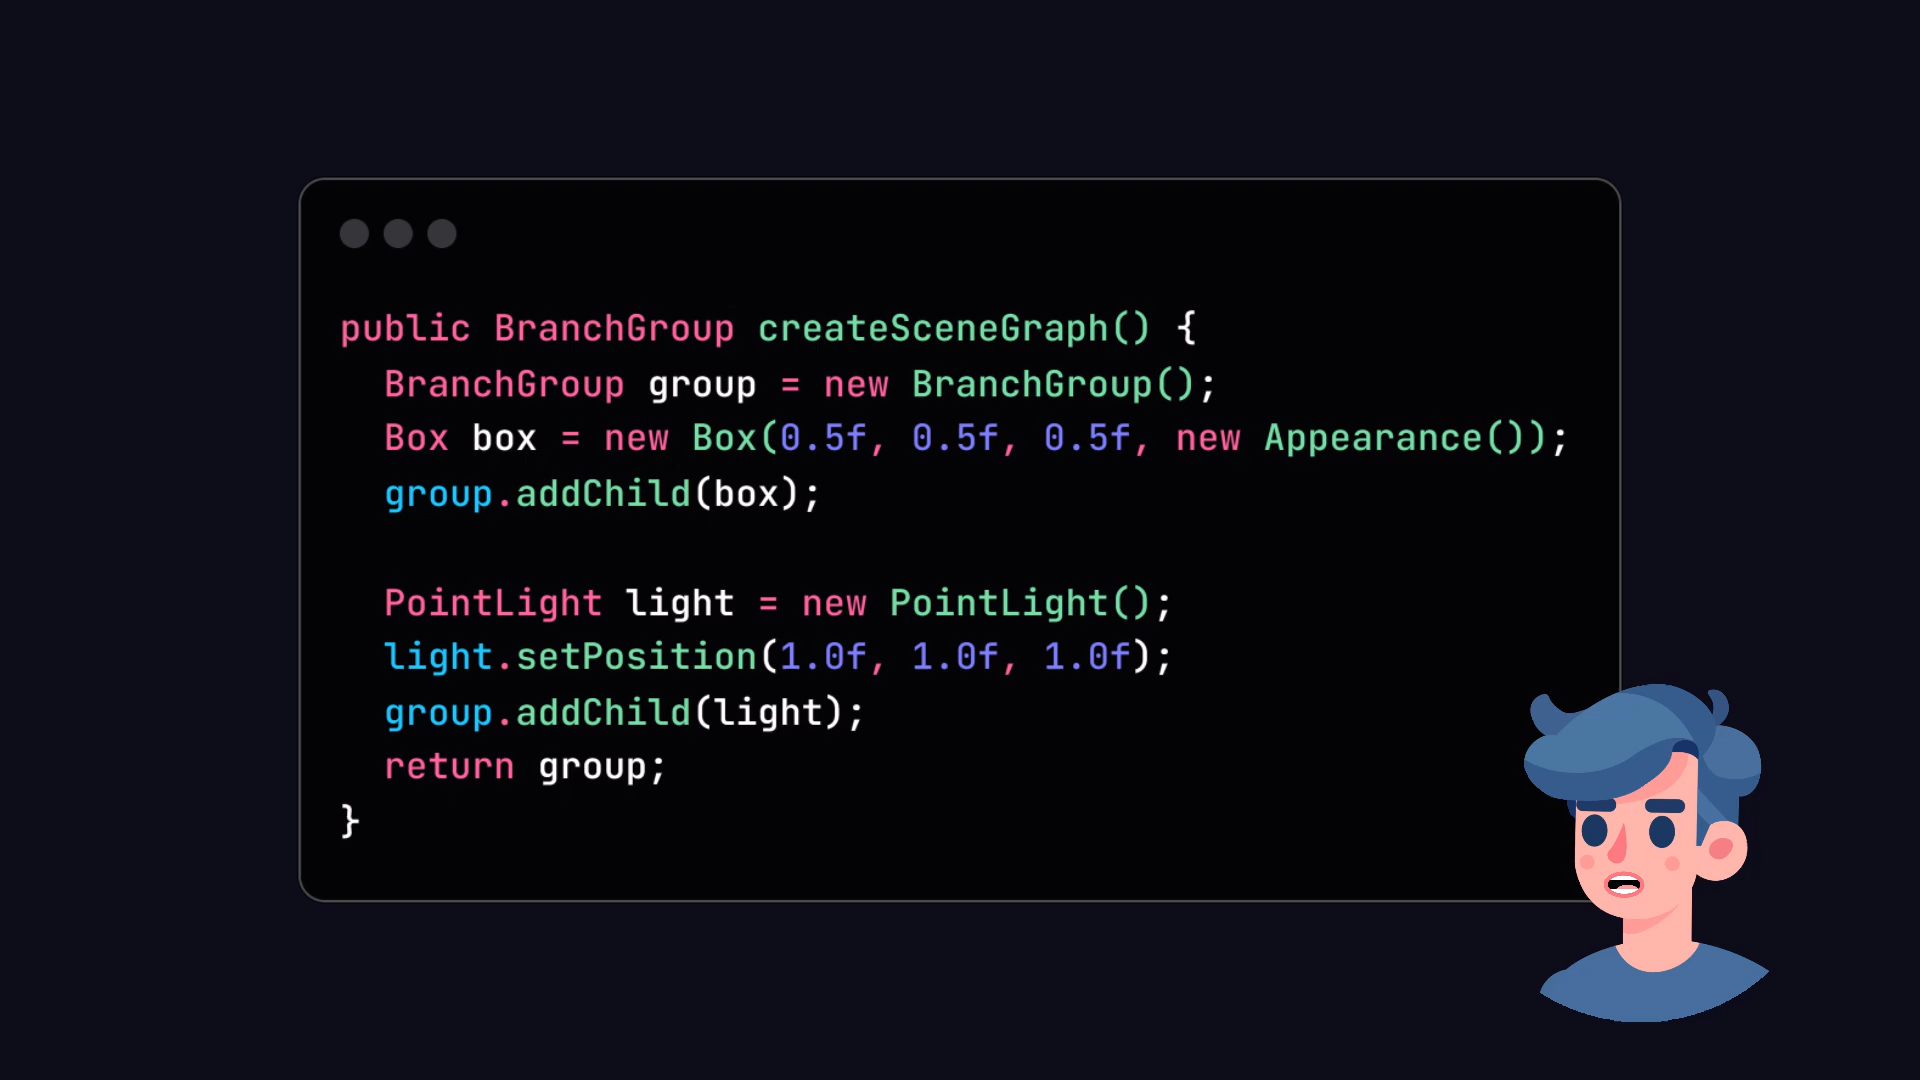 public BranchGroup createSceneGraph() {
BranchGroup group = new BranchGroup();
Box box = new Box(0.5f, 0.5f, 0.5f, new Appearance());
group.addChild(box);
PointLight light = new PointLight();
light.setPosition(1.0f, 1.0f, 1.0f);
group.addChild(light);
return group;
}